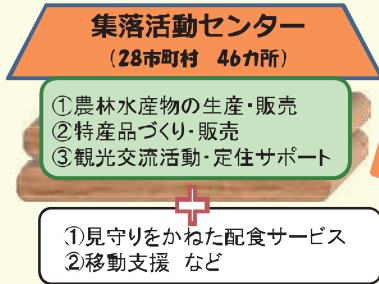 集落活動センター
（28市町村　46カ所）
①農林水産物の生産・販売
②特産品づくり・販売
③観光交流活動・定住サポート
①見守りをかねた配食サービス
②移動支援 など